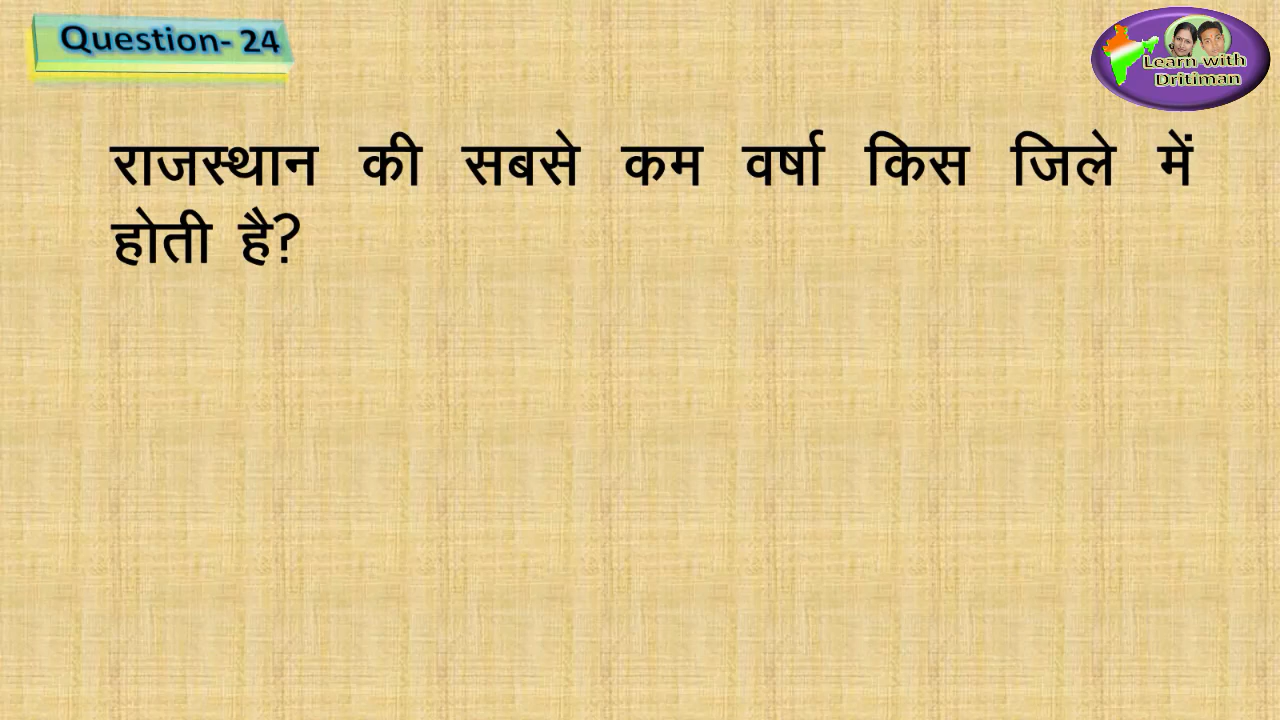 Question- 24
Learn with
Dritiman
राजस्थान की सबसे कम वर्षा किस जिले में
होती है?